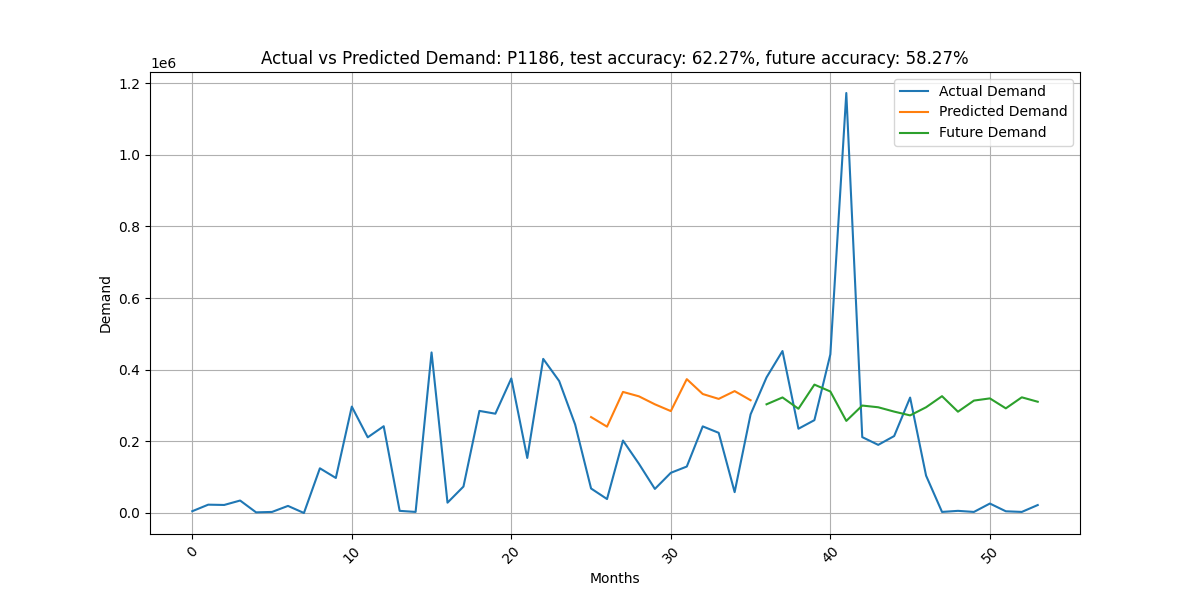 Actual vs Predicted Demand: P1186, test accuracy: 62.27%, future accuracy: 58.27%
1e6
Actual Demand
Predicted Demand
Future Demand
1.2
1.0
0.8
0.6
0.4
0.2
0.0
Demand
0 10 20 30 40 50
Months